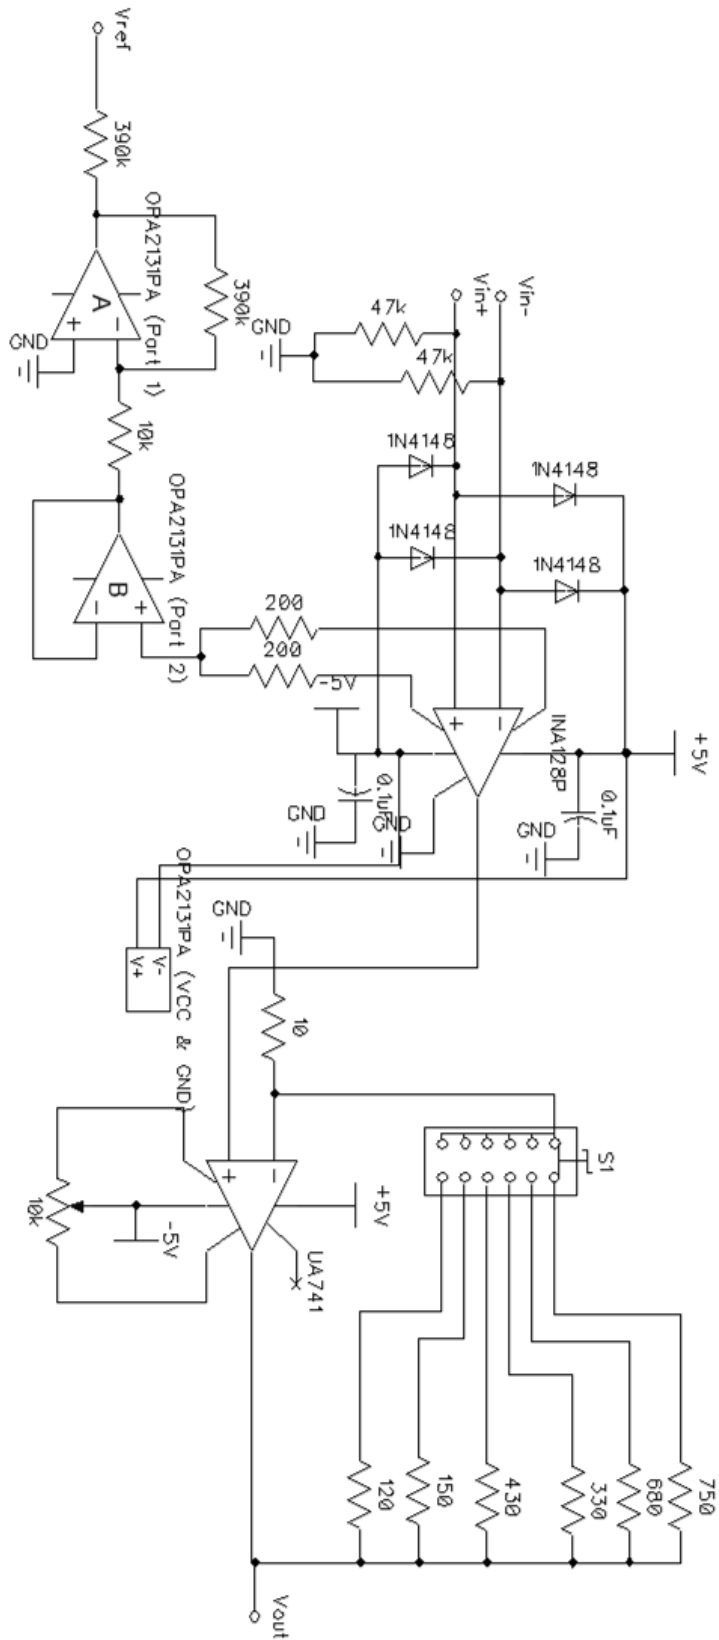 Vref
390k
OPA2131PA (Part 1)
A
+
-
390k
GND
10k
OPA2131PA (Part 2)
B
-
+
Vin-
Vin+
47k
GND
47k
1N4148
1N4148
1N4148
1N4148
200
200
-5V
+
-
INA128P
+5V
0.1uF
GND
GND
0.1uF
GND
OPA2131PA (VCC & GND)
V+
V-
GND
10
+
-
10k
-5V
+5V
UA741
S1
120
150
430
330
680
750
Vout